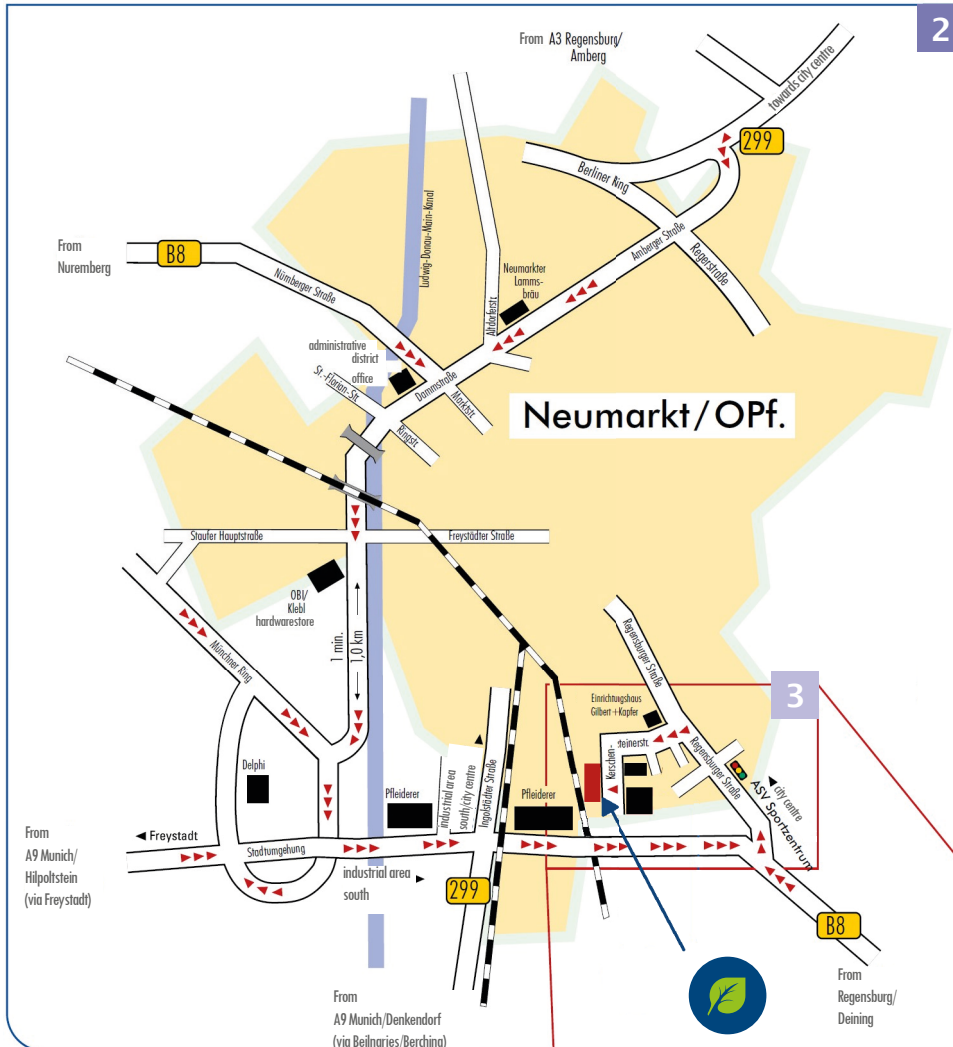 2
From A3 Regensburg/
Amberg
towards city centre
299
Berliner Ring
Ludwig-Donau-Main-Kanal
From
Nuremberg
B8
Amberger Straße
Regerstraße
Nürnberger Straße
Neumarkter
Lamms-
bräu
Altdorferstr.
administrative
district
office
St.-Florian-Str.
Dammstraße
Marktstr.
Ringstr.
Neumarkt/OPf.
Staufer Hauptstraße
Freystädter Straße
OBI/
Klebl
hardwarestore
1 min.
1,0 km
Münchner Ring
Regensburger Straße
3
Einrichtungshaus
Gilbert+Kapfer
Kerschen-
steinerstr.
Regensburger Straße
Delphi
Pfleiderer
industrial area
south/city centre
Ingolstädter Straße
Pfleiderer
city centre
ASV Sportzentrum
From
A9 Munich/
Hilpoltstein
(via Freystadt)
Freystadt
Stadtumgehung
industrial area
south
299
B8
From
Regensburg/
Deining
From
A9 Munich/Denkendorf
(via Beilngries/Berching)